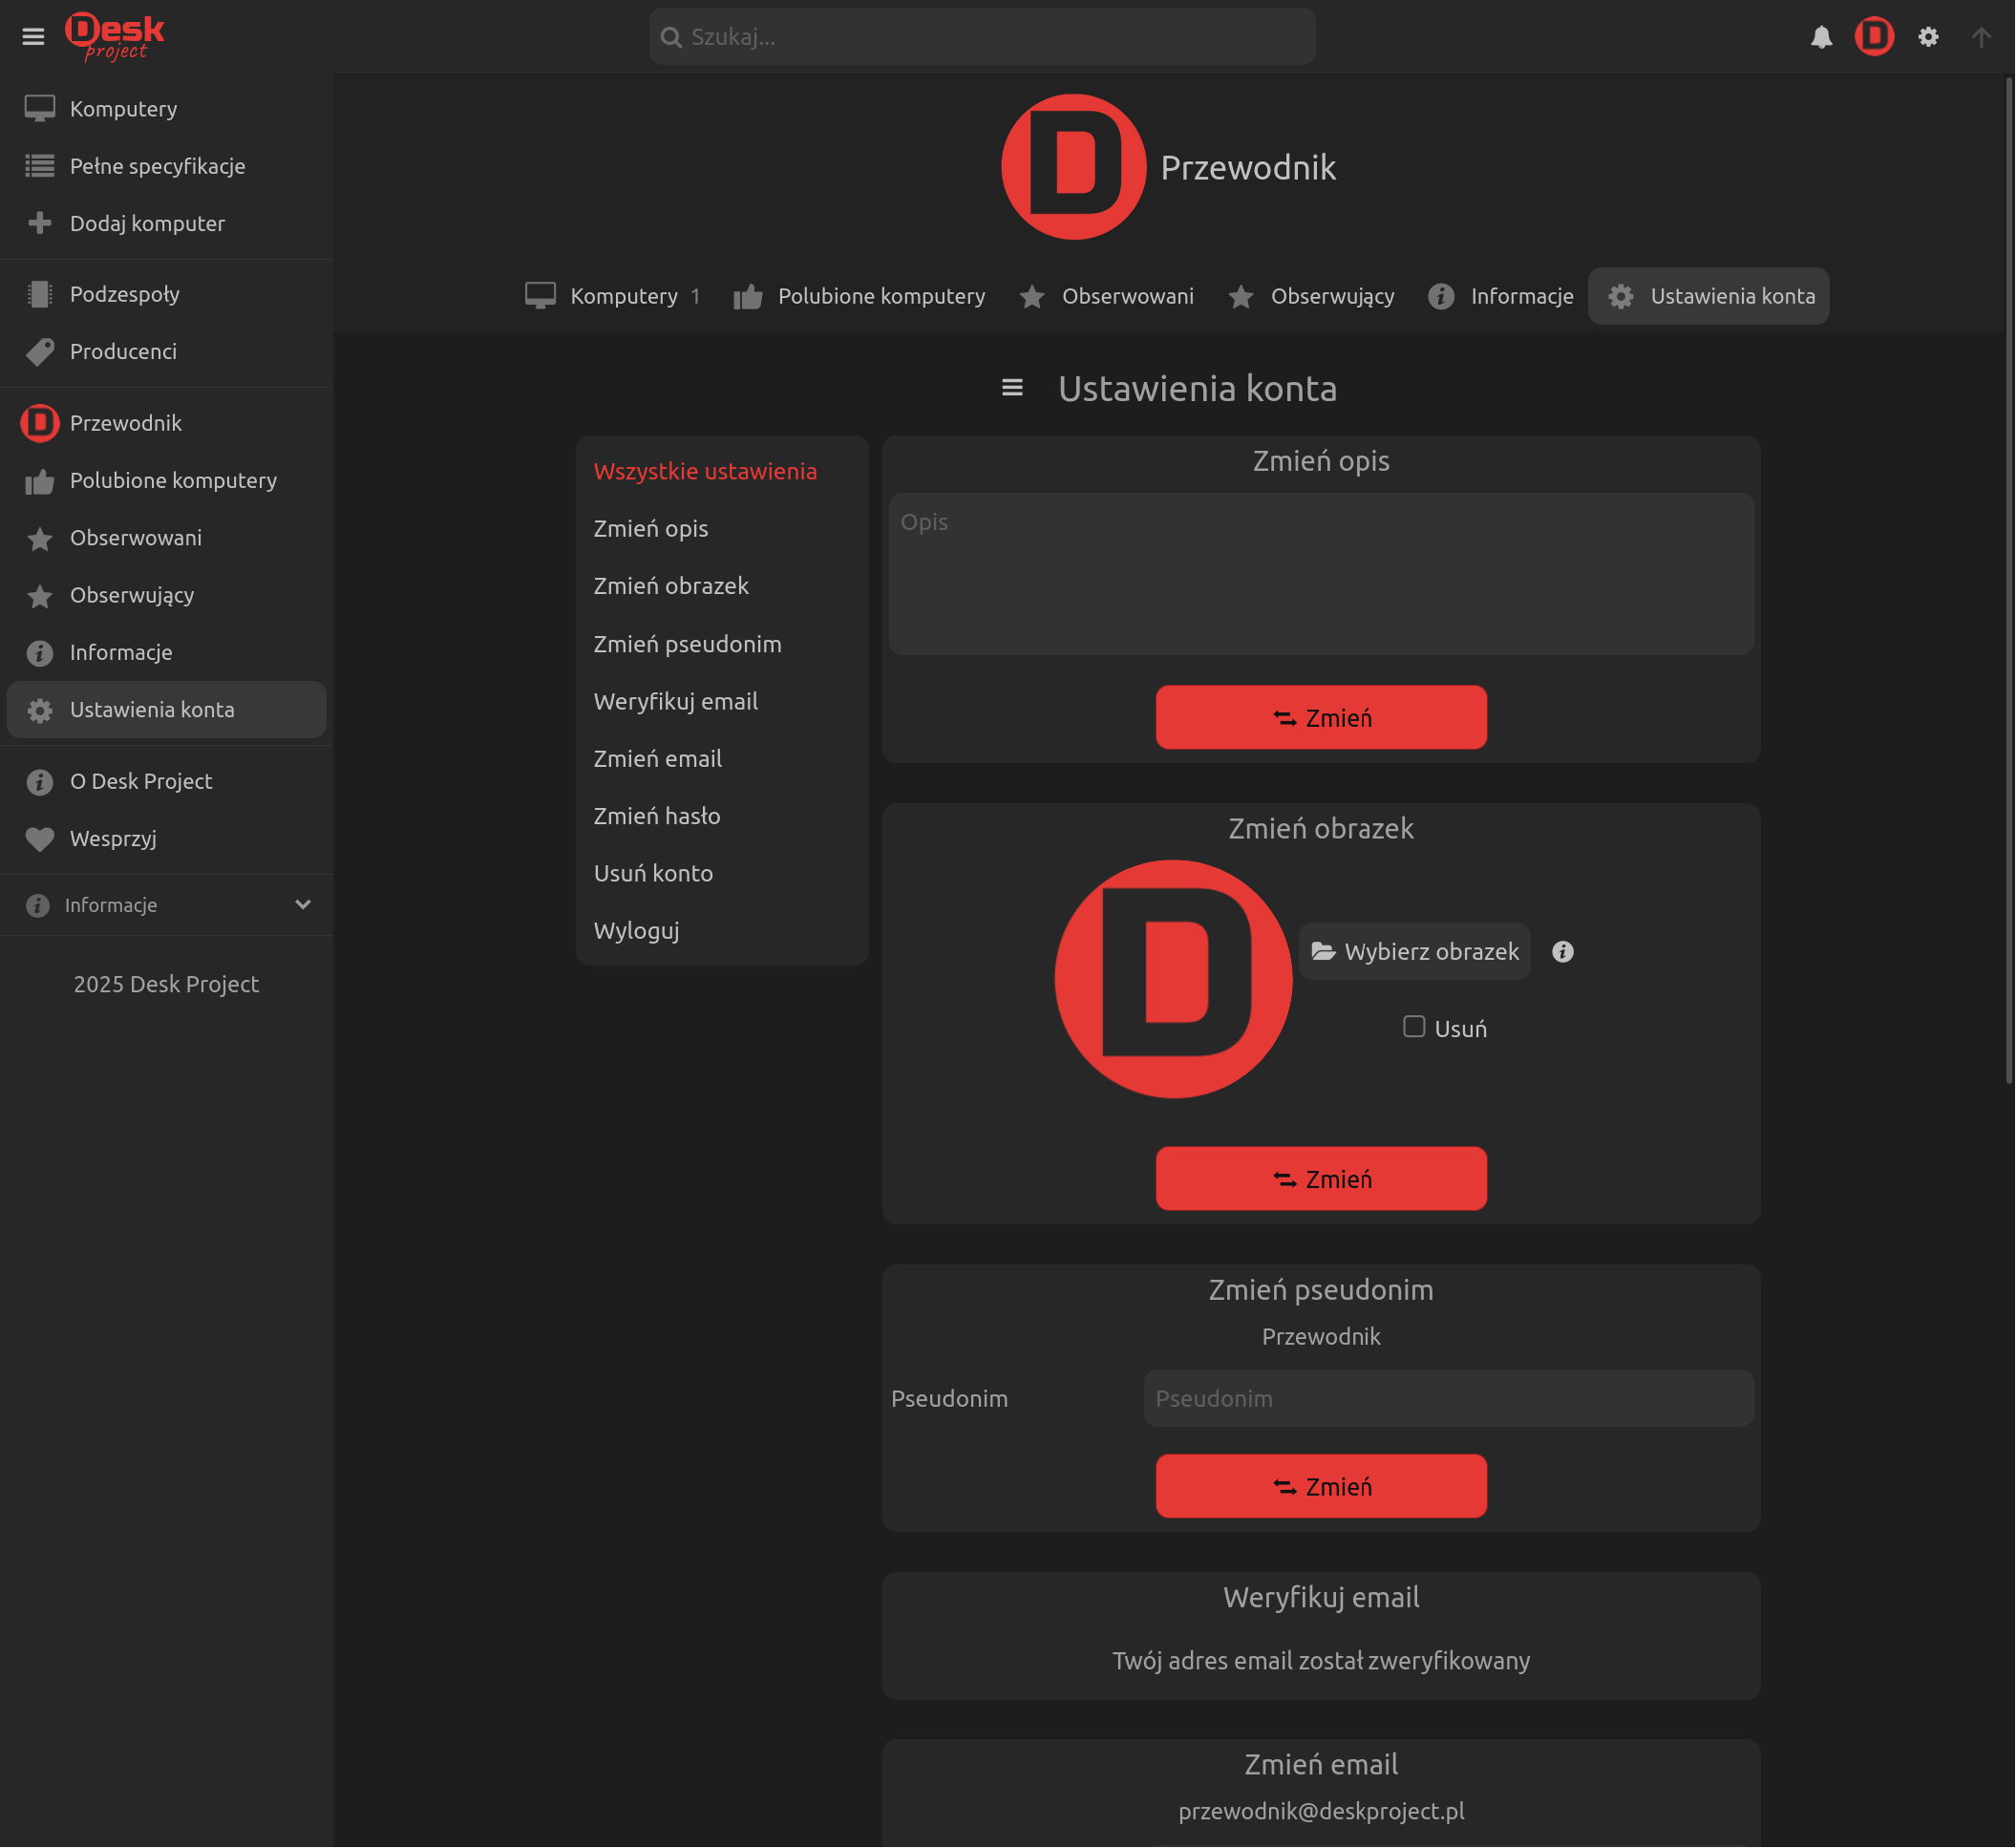 Desk
project
Szukaj...
Komputery
Pełne specyfikacje
Dodaj komputer
Podzespoły
Producenci
Przewodnik
Polubione komputery
Obserwowani
Obserwujący
Informacje
Ustawienia konta
O Desk Project
Wesprzyj
Informacje
2025 Desk Project
Przewodnik
Komputery 1
Polubione komputery
Obserwowani
Obserwujący
Informacje
Ustawienia konta
Ustawienia konta
Wszystkie ustawienia
Zmień opis
Zmień obrazek
Zmień pseudonim
Weryfikuj email
Zmień email
Zmień hasło
Usuń konto
Wyloguj
Zmień opis
Opis
Zmień
Zmień obrazek
Wybierz obrazek
Usuń
Zmień
Zmień pseudonim
Przewodnik
Pseudonim
Pseudonim
Zmień
Weryfikuj email
Twój adres email został zweryfikowany
Zmień email
przewodnik@deskproject.pl